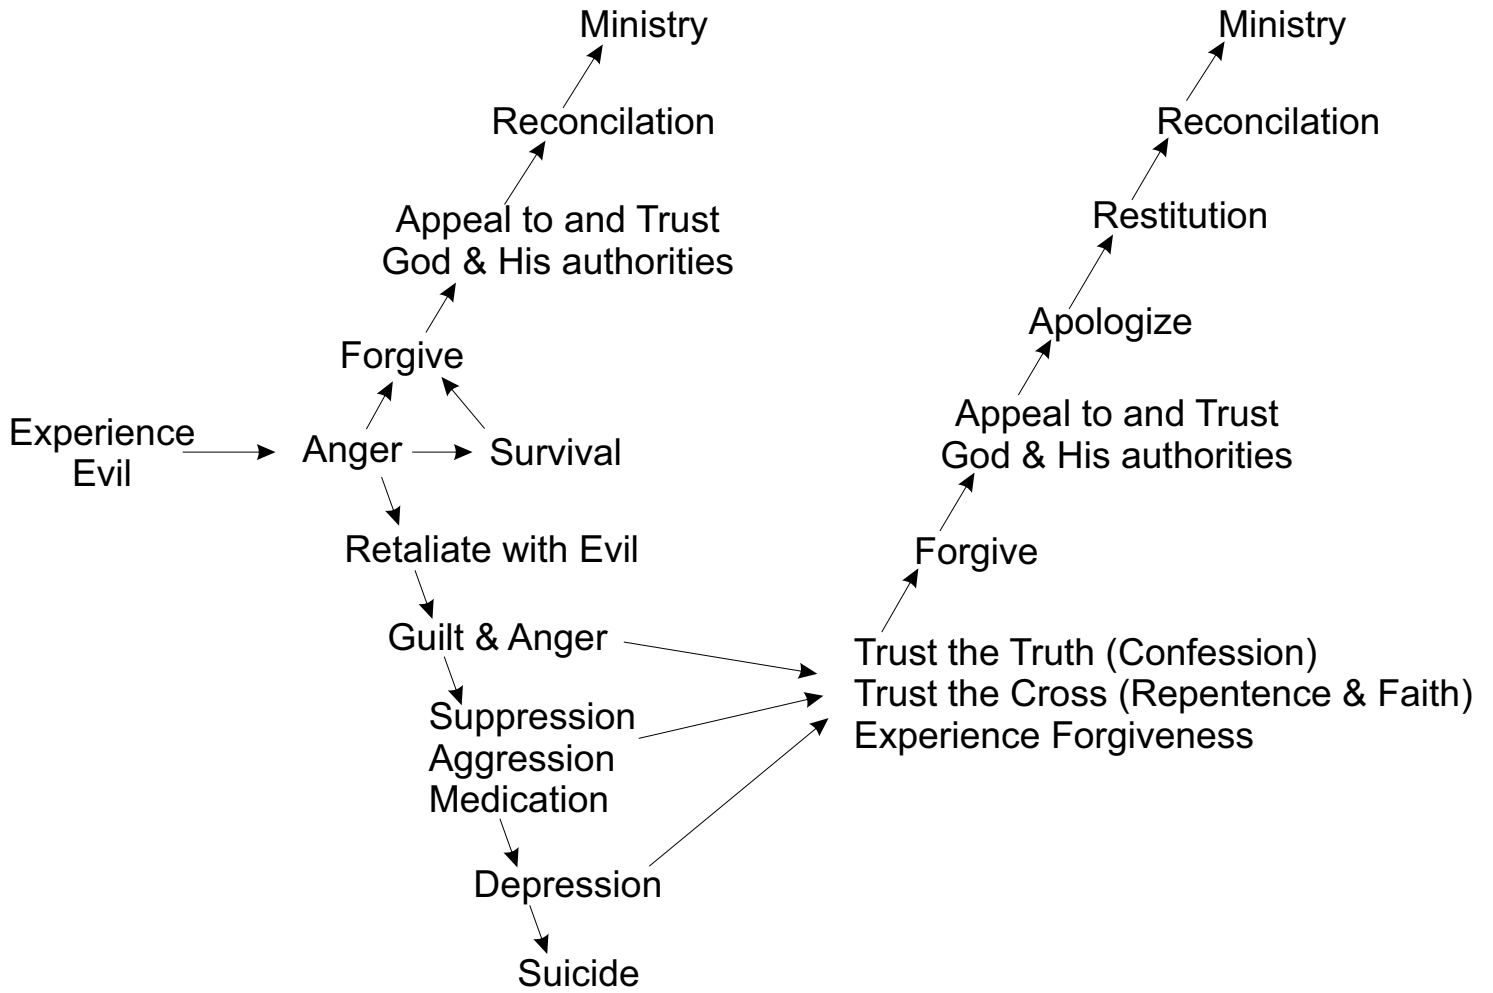 Ministry
Reconcilation
Appeal to and Trust
God & His authorities
Forgive
Experience
Evil
Anger
Survival
Retaliate with Evil
Guilt & Anger
Suppression
Aggression
Medication
Depression
Suicide
Ministry
Reconcilation
Restitution
Apologize
Appeal to and Trust
God & His authorities
Forgive
Trust the Truth (Confession)
Trust the Cross (Repentence & Faith)
Experience Forgiveness